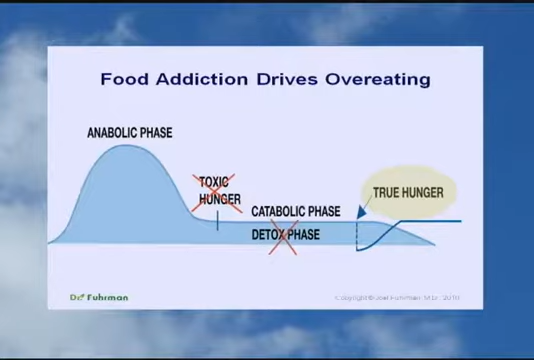 Food Addiction Drives Overeating
ANABOLIC PHASE
TOXIC
HUNGER
CATABOLIC PHASE
DETOX PHASE
TRUE HUNGER
Dr Fuhrman
Copyright © Joel Fuhrman, M.D. 2010